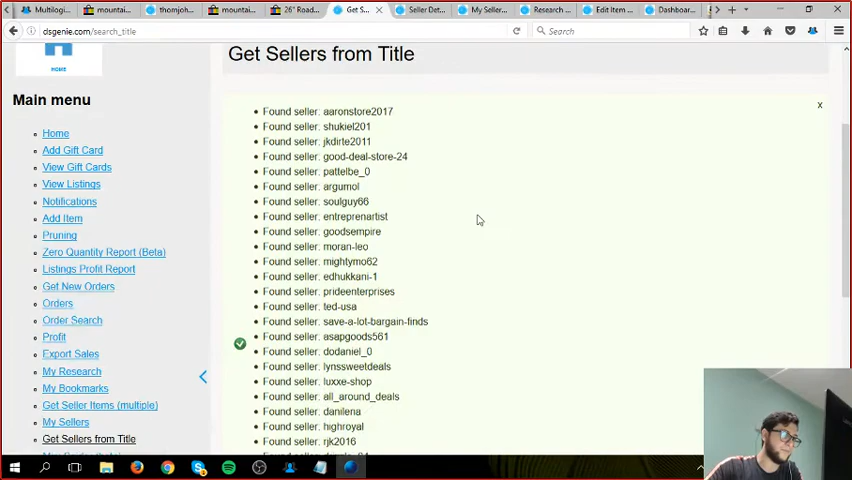 Multilogi...
mountai...
thomjoh...
mountai...
26" Road...
Get S...
Seller Det...
My Seller...
Research ...
Edit Item ...
Dashboar...
dsgenie.com/search_title
Search
HOME
Get Sellers from Title
Main menu
Home
Add Gift Card
View Gift Cards
View Listings
Notifications
Add Item
Pruning
Zero Quantity Report (Beta)
Listings Profit Report
Get New Orders
Orders
Order Search
Profit
Export Sales
My Research
My Bookmarks
Get Seller Items (multiple)
My Sellers
Get Sellers from Title
x
Found seller: aaronstore2017
Found seller: shukiel201
Found seller: jkdirte2011
Found seller: good-deal-store-24
Found seller: pattelbe_0
Found seller: argumol
Found seller: soulguy66
Found seller: entreprenartist
Found seller: goodsempire
Found seller: moran-leo
Found seller: mightymo62
Found seller: edhukkani-1
Found seller: prideenterprises
Found seller: ted-usa
Found seller: save-a-lot-bargain-finds
Found seller: asapgoods561
Found seller: dodaniel_0
Found seller: lynssweetdeals
Found seller: luxxe-shop
Found seller: all_around_deals
Found seller: danilena
Found seller: highroyal
Found seller: rjk2016